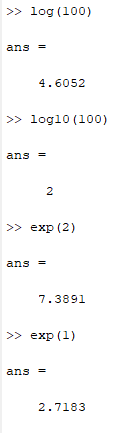 >> log(100)
ans =
4.6052
>> log10(100)
ans =
2
>> exp(2)
ans =
7.3891
>> exp(1)
ans =
2.7183